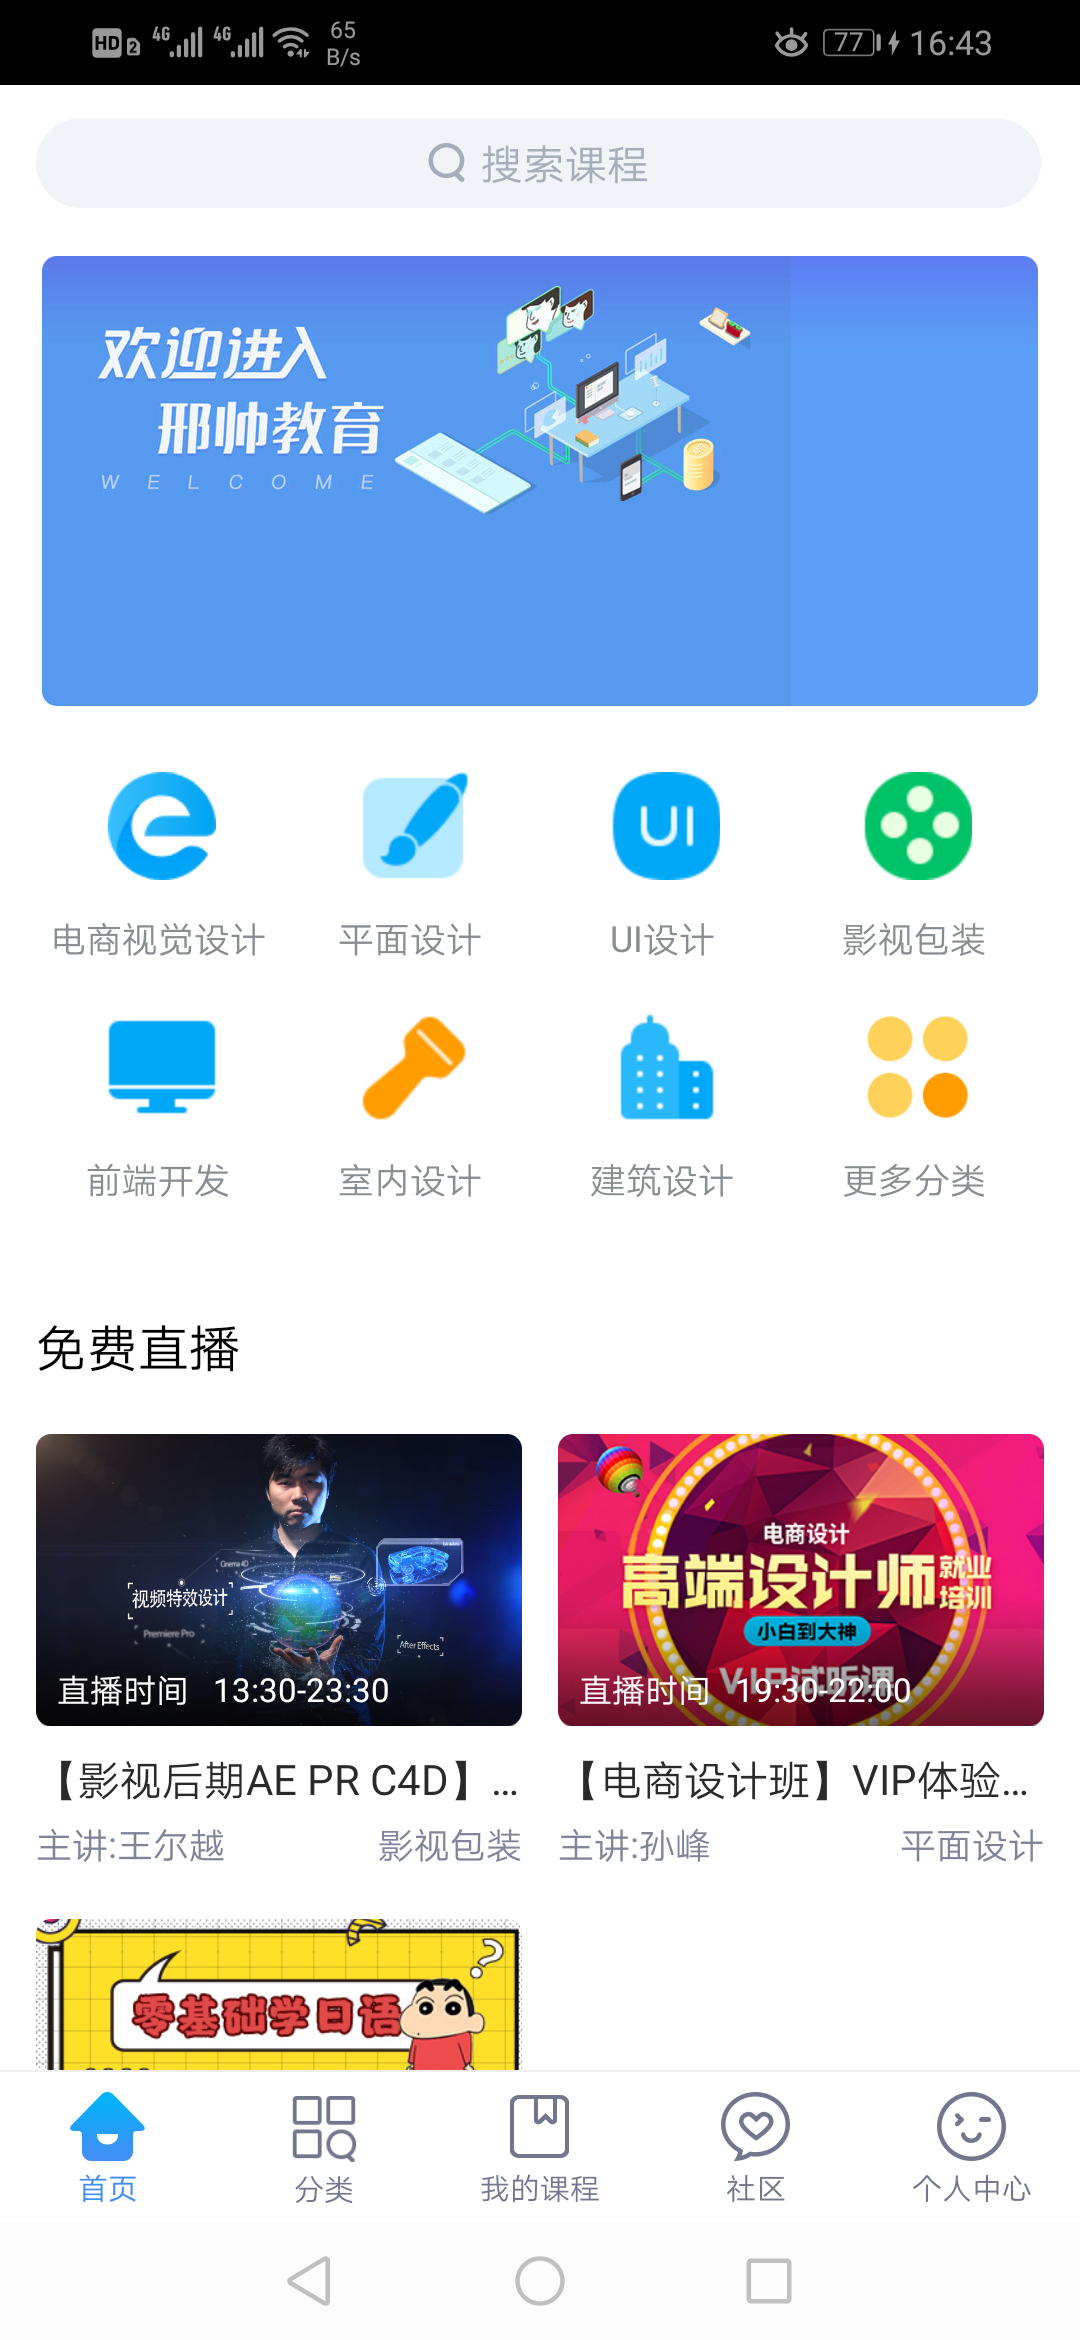 HD 2 4G 4G 65 B/s 77 16:43
搜索课程
欢迎进入
邢帅教育
WELCOME
电商视觉设计 平面设计 UI设计 影视包装
UI
前端开发 室内设计 建筑设计 更多分类
免费直播
Cinema 4D
视频特效设计
Premiere Pro
After Effects
直播时间 13:30-23:30
电商设计
高端设计师就业培训
小白到大神
VIP试听课
直播时间 19:30-22:00
【影视后期AE PR C4D】...
主讲:王尔越 影视包装
【电商设计班】VIP体验...
主讲:孙峰 平面设计
零基础学日语
首页 分类 我的课程 社区 个人中心